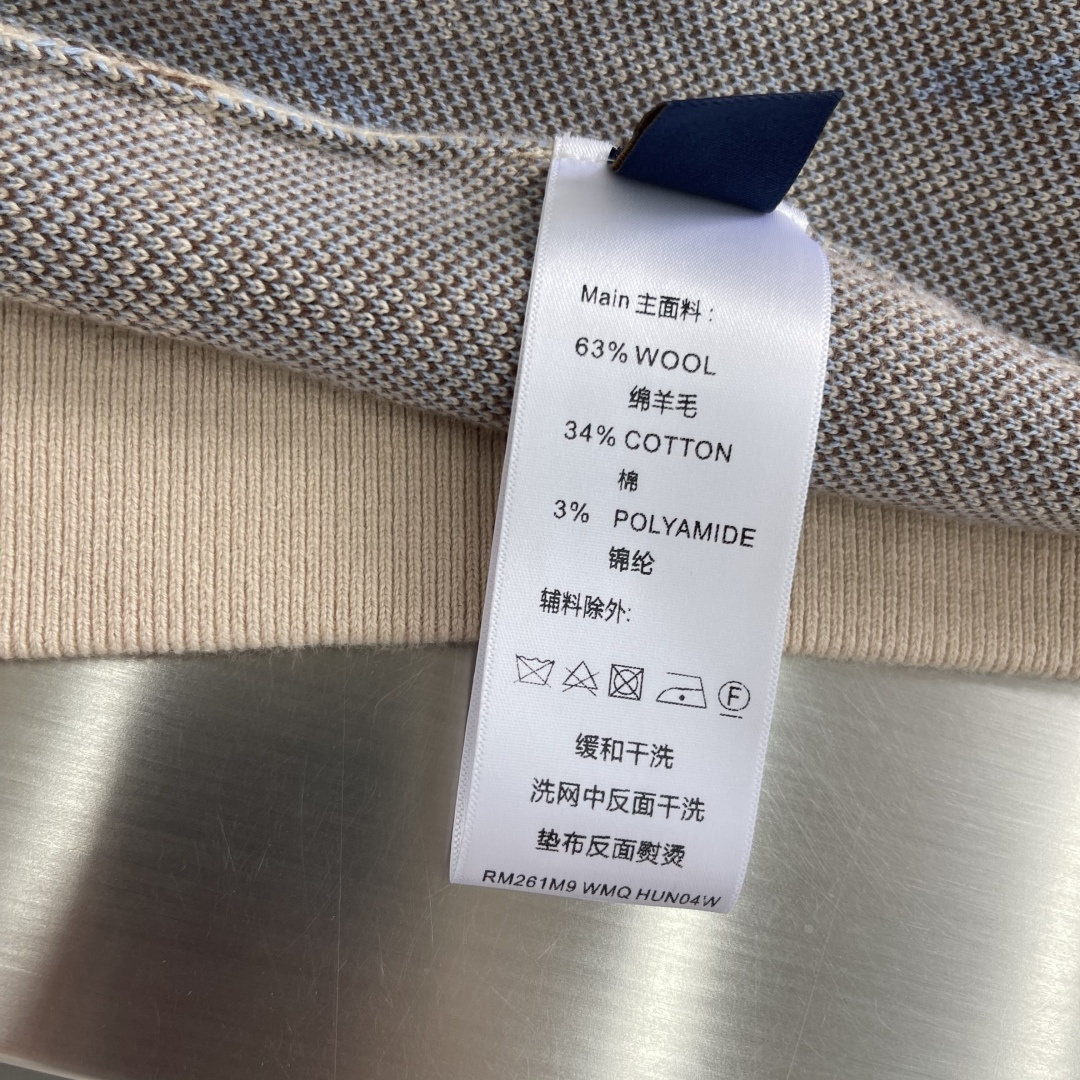 Main 主面料:
63% WOOL
绵羊毛
34% COTTON
棉
3% POLYAMIDE
锦纶
辅料除外:
F
缓和干洗
洗网中反面干洗
垫布反面熨烫
RM261M9 WMQ HUN04W